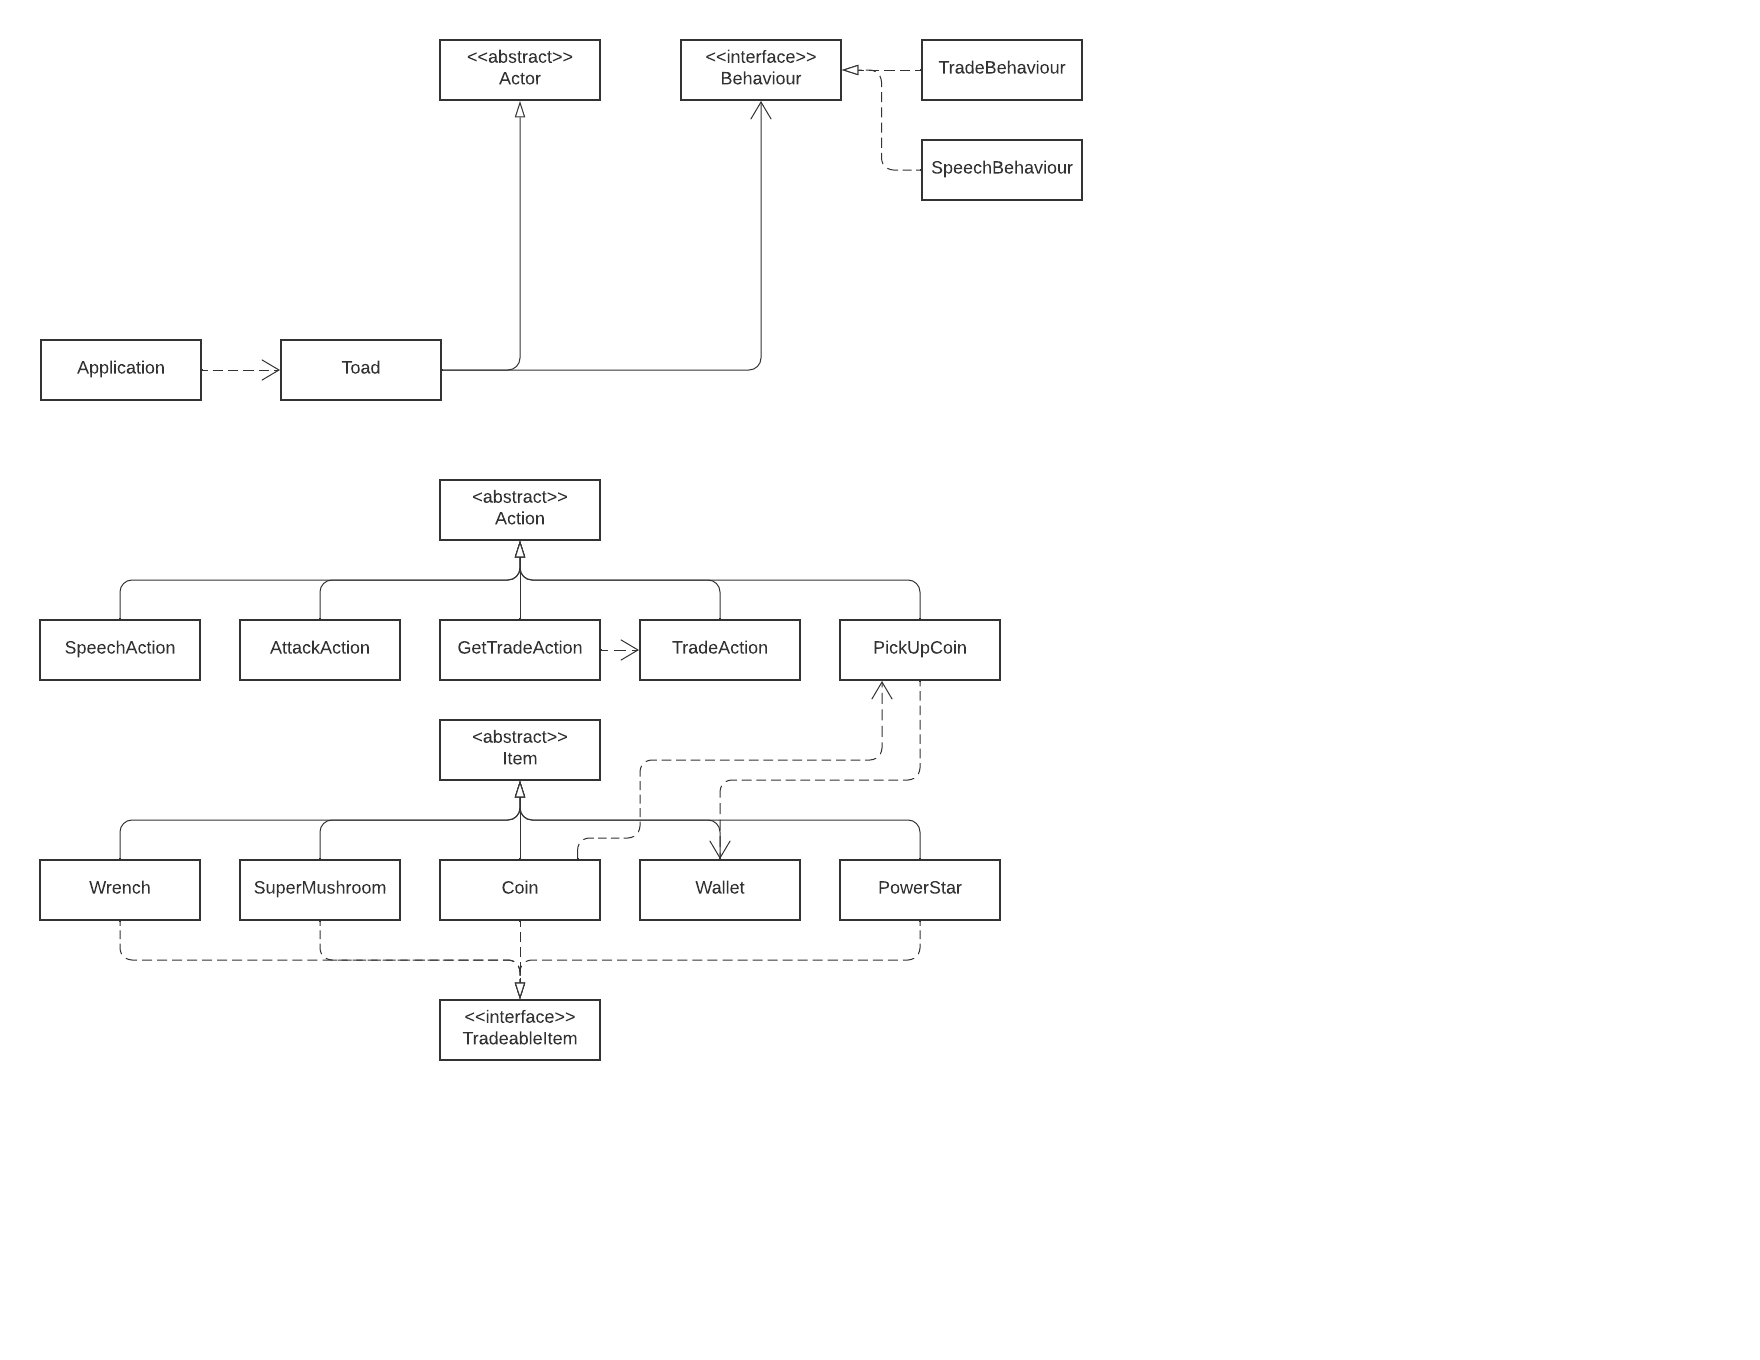 <<abstract>>
Actor
<<interface>>
Behaviour
TradeBehaviour
SpeechBehaviour
Application
Toad
<abstract>>
Action
SpeechAction
AttackAction
GetTradeAction
TradeAction
PickUpCoin
<abstract>>
Item
Wrench
SuperMushroom
Coin
Wallet
PowerStar
<<interface>>
TradeableItem